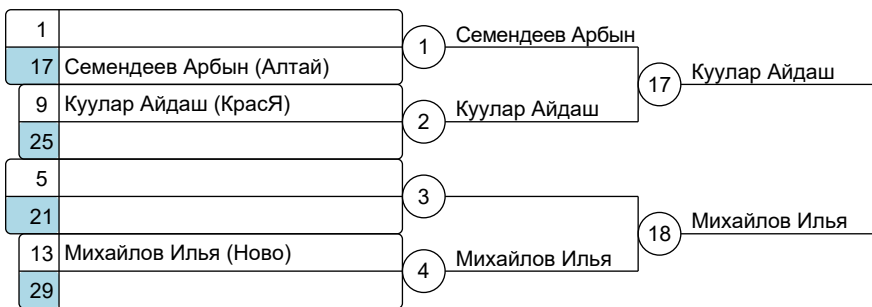 1
17 Семендеев Арбын (Алтай)
9 Куулар Айдаш (КрасЯ)
25
5
21
13 Михайлов Илья (Ново)
29
1 Семендеев Арбын
2 Куулар Айдаш
3
4 Михайлов Илья
17 Куулар Айдаш
18 Михайлов Илья